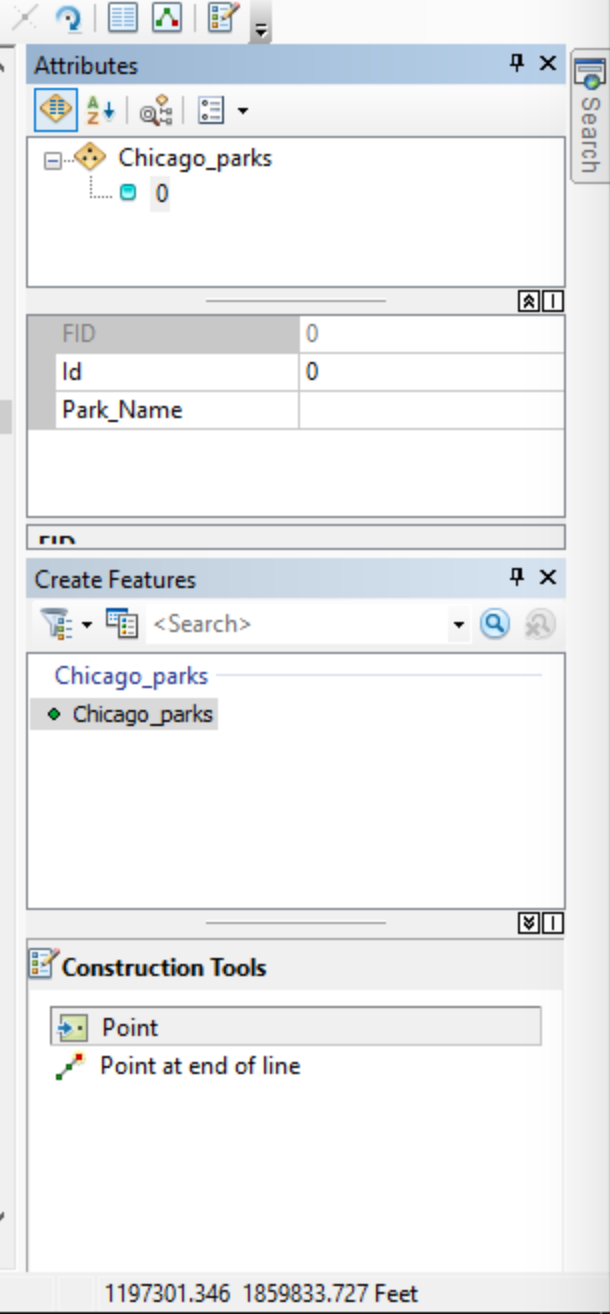 Attributes
Chicago_parks
0
FID 0
Id 0
Park_Name
FID
Create Features
<Search>
Chicago_parks
Chicago_parks
Construction Tools
Point
Point at end of line
1197301.346 1859833.727 Feet
Search